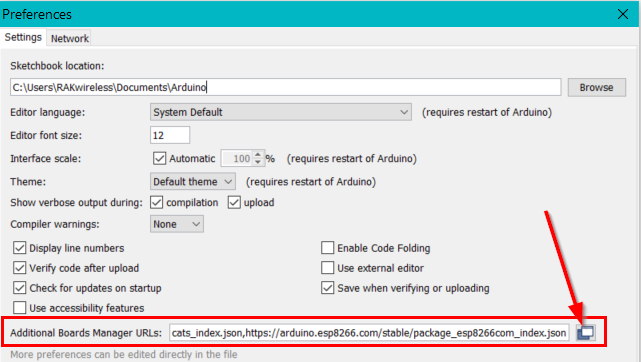 Preferences
Settings Network
Sketchbook location:
C:\Users\RAKwireless\Documents\Arduino Browse
Editor language: System Default (requires restart of Arduino)
Editor font size: 12
Interface scale: Automatic 100 % (requires restart of Arduino)
Theme: Default theme (requires restart of Arduino)
Show verbose output during: compilation upload
Compiler warnings: None
Display line numbers Enable Code Folding
Verify code after upload Use external editor
Check for updates on startup Save when verifying or uploading
Use accessibility features
Additional Boards Manager URLs: cats_index.json,https://arduino.esp8266.com/stable/package_esp8266com_index.json
More preferences can be edited directly in the file